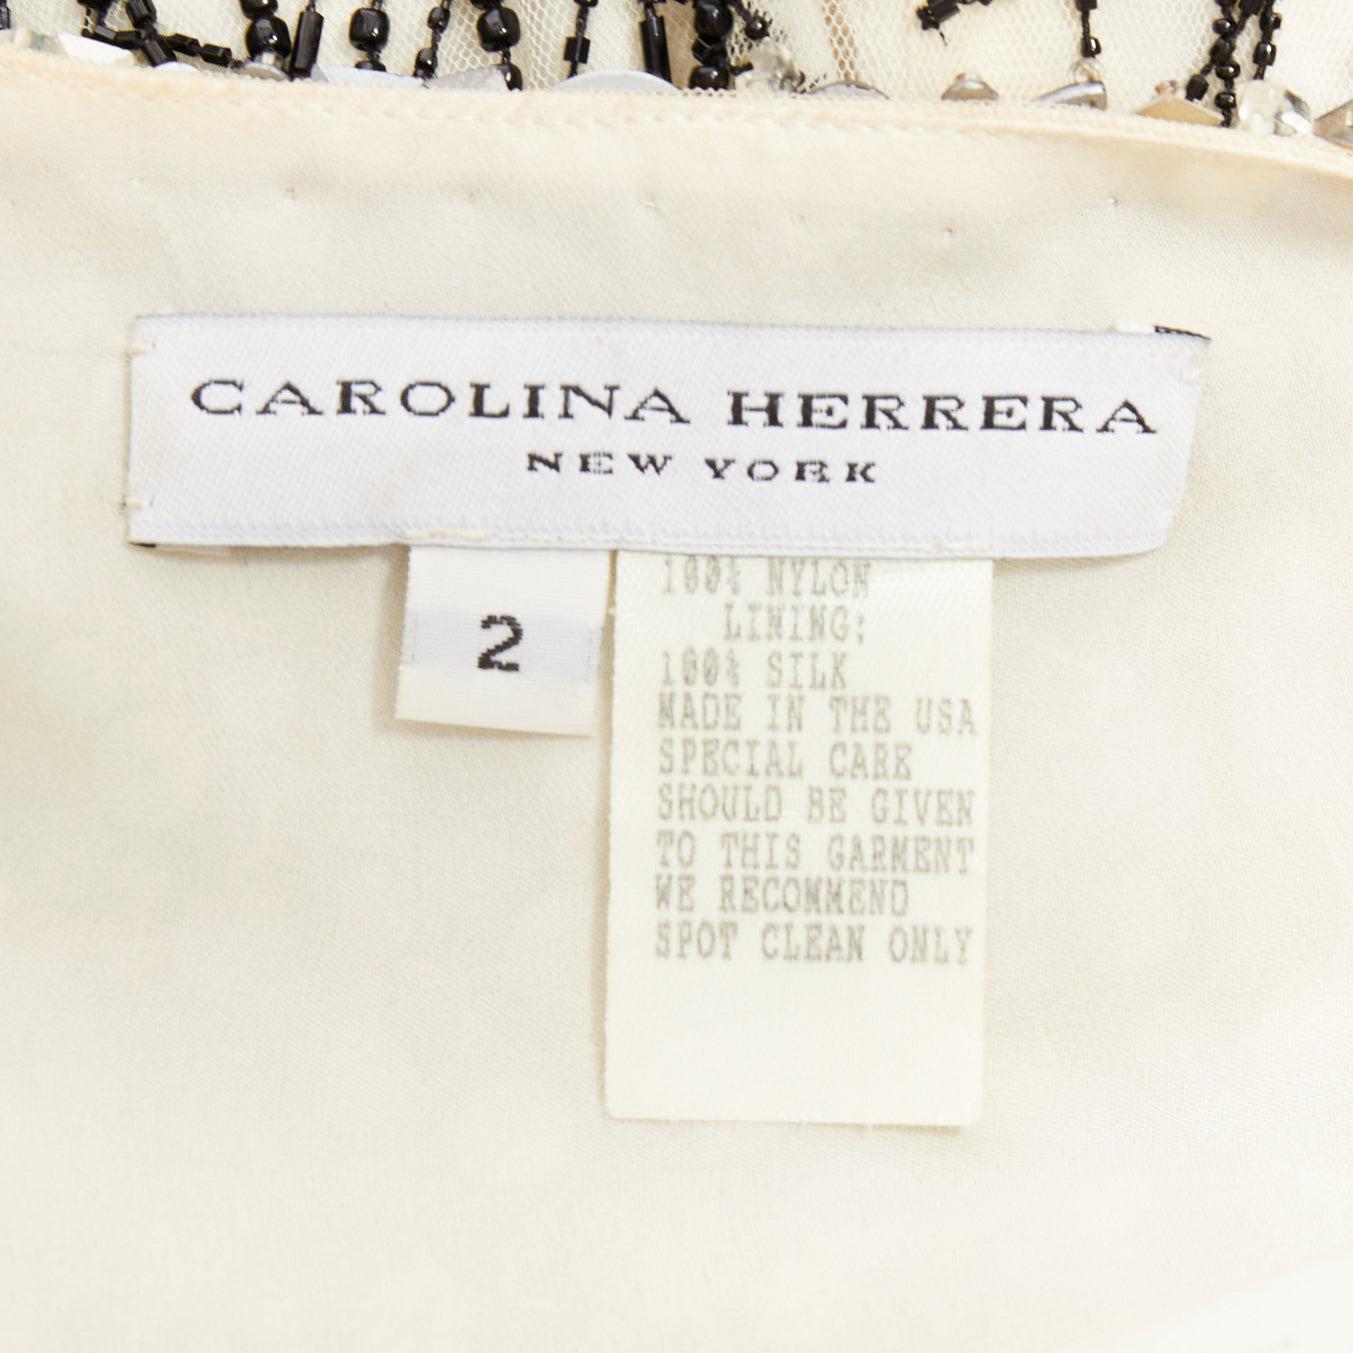 CAROLINA HERRERA
NEW YORK
2
100% NYLON
LINING:
100% SILK
MADE IN THE USA
SPECIAL CARE
SHOULD BE GIVEN
TO THIS GARMENT
WE RECOMMEND
SPOT CLEAN ONLY